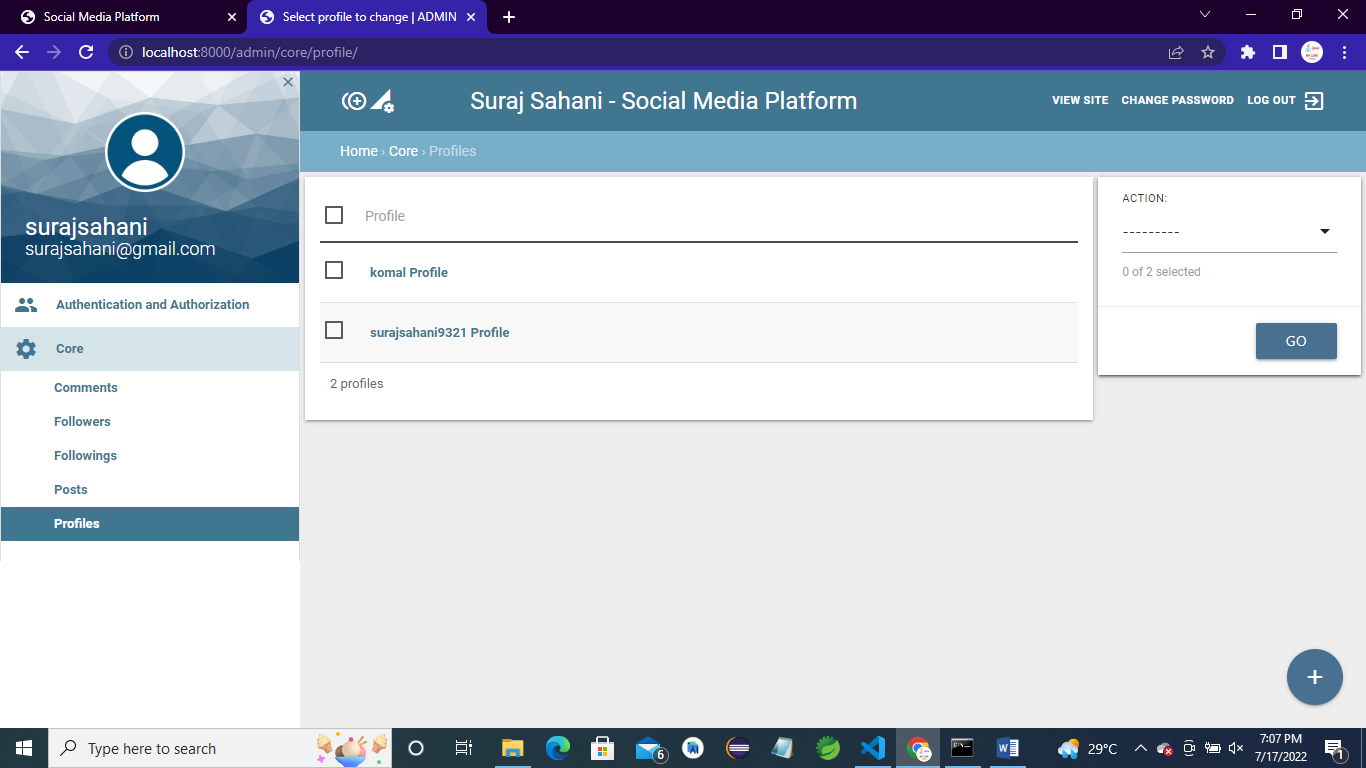 Social Media Platform
Select profile to change | ADMIN
localhost:8000/admin/core/profile/
Suraj Sahani - Social Media Platform
VIEW SITE CHANGE PASSWORD LOG OUT
Home › Core › Profiles
surajsahani
surajsahani@gmail.com
Authentication and Authorization
Core
Comments
Followers
Followings
Posts
Profiles
Profile
komal Profile
surajsahani9321 Profile
2 profiles
ACTION:
---------
0 of 2 selected
GO
Type here to search
6
29°C
7:07 PM
7/17/2022
1